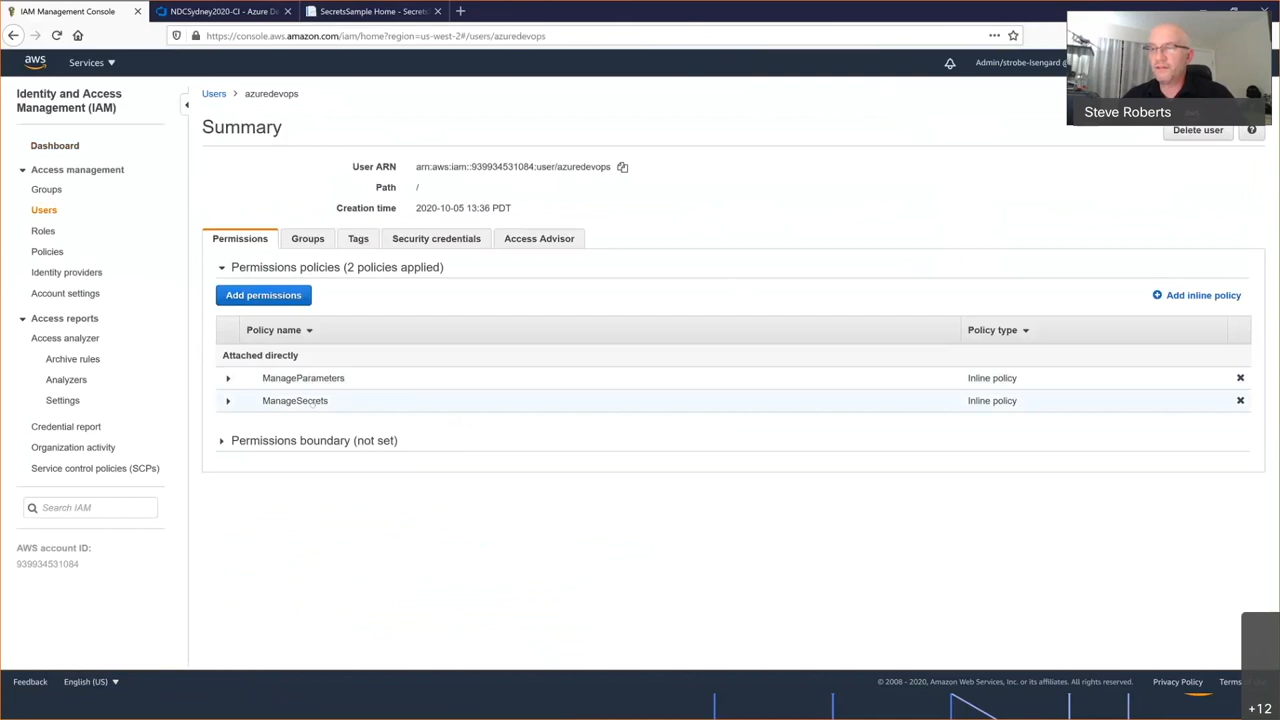 IAM Management Console
NDCSydney2020-CI - Azure De
SecretsSample Home - Secrets
https://console.aws.amazon.com/iam/home?region=us-west-2#/users/azuredevops
aws
Services
Admin/strobe-Isengard @
Steve Roberts
Identity and Access
Management (IAM)
Dashboard
Access management
Groups
Users
Roles
Policies
Identity providers
Account settings
Access reports
Access analyzer
Archive rules
Analyzers
Settings
Credential report
Organization activity
Service control policies (SCPs)
Search IAM
AWS account ID:
939934531084
Users > azuredevops
Summary
Delete user
?
User ARN arn:aws:iam::939934531084:user/azuredevops
Path /
Creation time 2020-10-05 13:36 PDT
Permissions Groups Tags Security credentials Access Advisor
Permissions policies (2 policies applied)
Add permissions
Add inline policy
Policy name Policy type
Attached directly
ManageParameters Inline policy
ManageSecrets Inline policy
Permissions boundary (not set)
Feedback English (US) © 2008 - 2020, Amazon Web Services, Inc. or its affiliates. All rights reserved. Privacy Policy Terms
+12